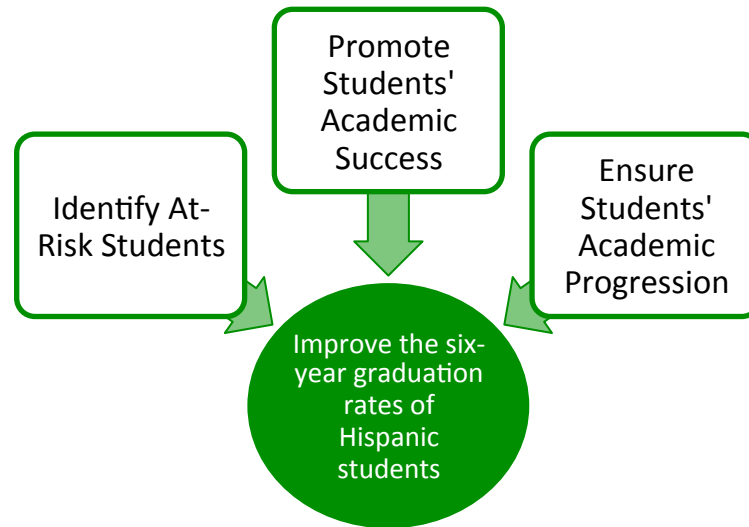 Promote
Students'
Academic
Success
Identify At-
Risk Students
Ensure
Students'
Academic
Progression
Improve the six-
year graduation
rates of
Hispanic
students